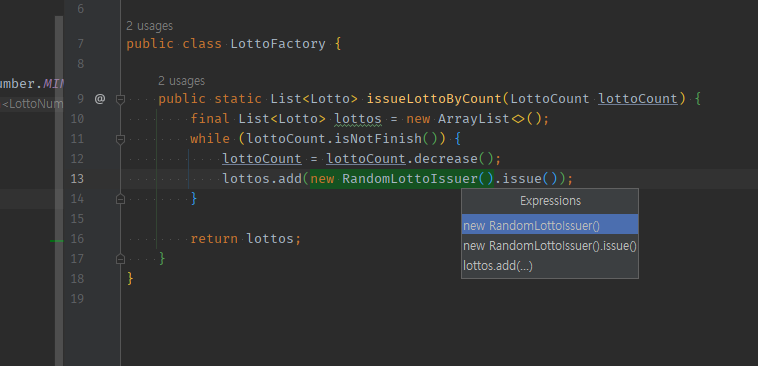 6
2 usages
7 public class LottoFactory {
8
umber.MIN
2 usages
<LottoNum
9 @ public static List<Lotto> issueLottoByCount(LottoCount lottoCount) {
10 final List<Lotto> lottos = new ArrayList<>();
11 while (lottoCount.isNotFinish()) {
12 lottoCount = lottoCount.decrease();
13 lottos.add(new RandomLottoIssuer().issue());
14 }
Expressions
15
new RandomLottoIssuer()
16 return lottos;
new RandomLottoIssuer().issue()
17 }
lottos.add(...)
18 }
19